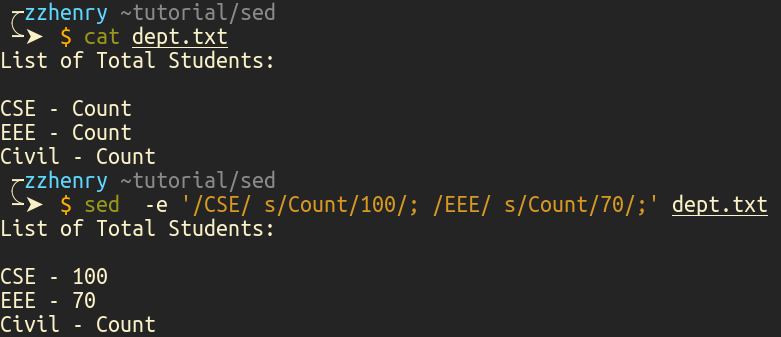 zzhenry ~tutorial/sed
$ cat dept.txt
List of Total Students:

CSE - Count
EEE - Count
Civil - Count
zzhenry ~tutorial/sed
$ sed  -e '/CSE/ s/Count/100/; /EEE/ s/Count/70/;' dept.txt
List of Total Students:

CSE - 100
EEE - 70
Civil - Count